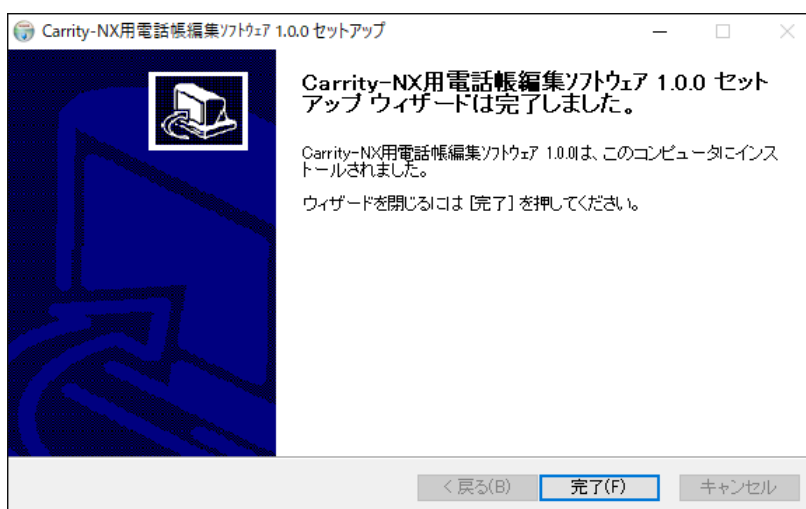 Carrity-NX用電話帳編集ｿﾌﾄｳｪｱ 1.0.0 セットアップ
Carrity-NX用電話帳編集ｿﾌﾄｳｪｱ 1.0.0 セット
アップ ウィザードは完了しました。
Carrity-NX用電話帳編集ｿﾌﾄｳｪｱ 1.0.0は、このコンピュータにインス
トールされました。
ウィザードを閉じるには [完了] を押してください。
< 戻る(B)
完了(F)
キャンセル